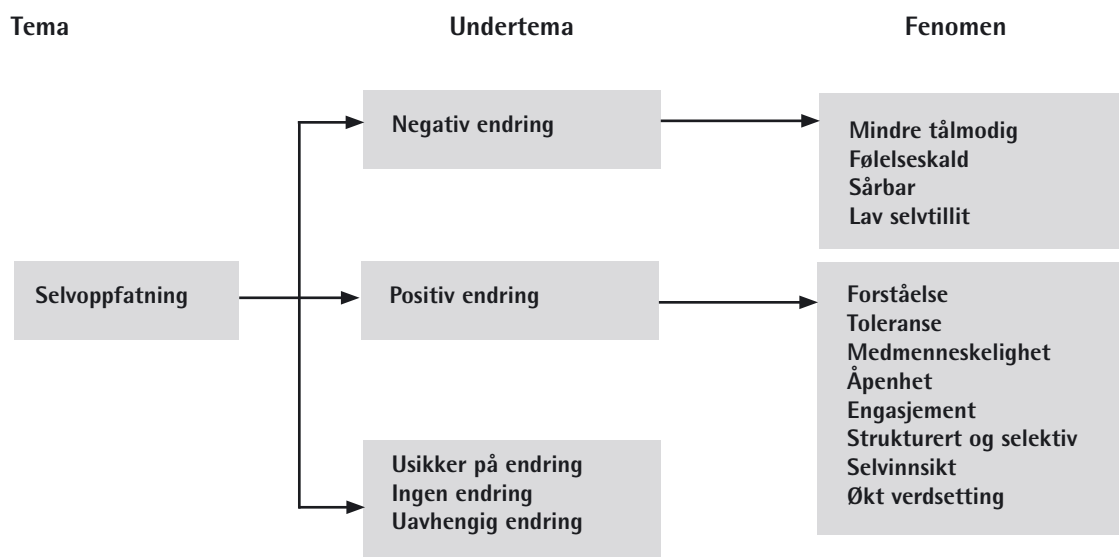 Tema
Undertema
Fenomen
Negativ endring
Mindre tålmodig
Følelseskald
Sårbar
Lav selvtillit
Selvoppfatning
Positiv endring
Forståelse
Toleranse
Medmenneskelighet
Åpenhet
Engasjement
Strukturert og selektiv
Selvinnsikt
Økt verdsetting
Usikker på endring
Ingen endring
Uavhengig endring